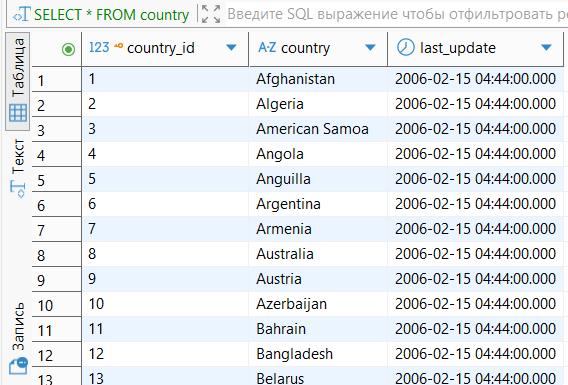 SELECT * FROM country Введите SQL выражение чтобы отфильтровать ре
Таблица
Текст
Запись
123 country_id A-Z country last_update
1 1 Afghanistan 2006-02-15 04:44:00.000
2 2 Algeria 2006-02-15 04:44:00.000
3 3 American Samoa 2006-02-15 04:44:00.000
4 4 Angola 2006-02-15 04:44:00.000
5 5 Anguilla 2006-02-15 04:44:00.000
6 6 Argentina 2006-02-15 04:44:00.000
7 7 Armenia 2006-02-15 04:44:00.000
8 8 Australia 2006-02-15 04:44:00.000
9 9 Austria 2006-02-15 04:44:00.000
10 10 Azerbaijan 2006-02-15 04:44:00.000
11 11 Bahrain 2006-02-15 04:44:00.000
12 12 Bangladesh 2006-02-15 04:44:00.000
13 13 Belarus 2006-02-15 04:44:00.000